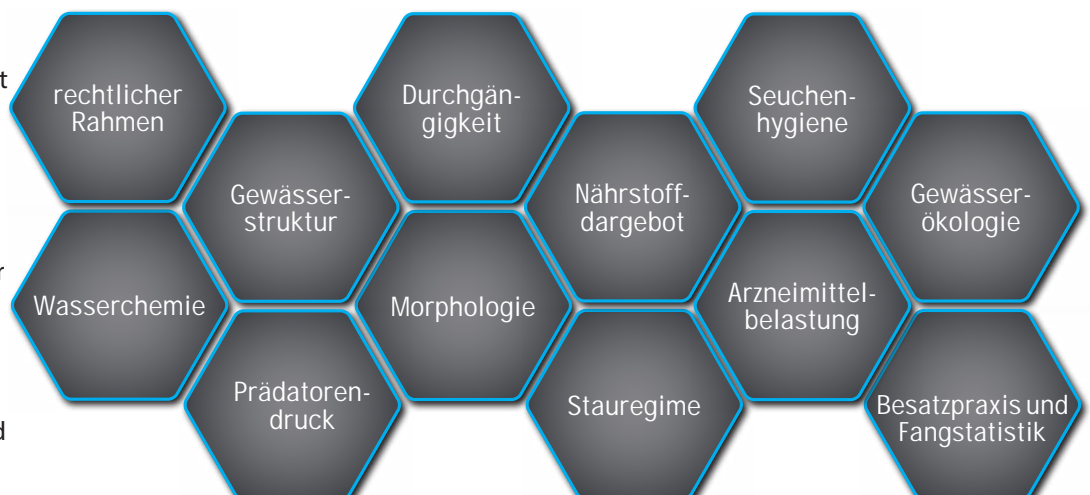 t
rechtlicher
Rahmen
Durchgän-
gigkeit
Seuchen-
hygiene
Gewässer-
struktur
Nährstoff-
dargebot
Gewässer-
ökologie
r
Wasserchemie
Morphologie
Arzneimittel-
belastung
Prädatoren-
druck
Stauregime
Besatzpraxis und
Fangstatistik
d